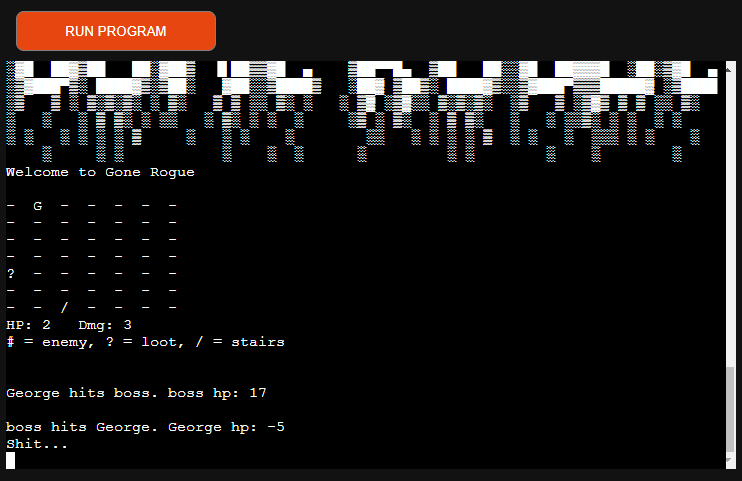 RUN PROGRAM
Welcome to Gone Rogue
-  G  -  -  -  -  -
-  -  -  -  -  -  -
-  -  -  -  -  -  -
-  -  -  -  -  -  -
?  -  -  -  -  -  -
-  -  -  -  -  -  -
-  -  /  -  -  -  -
HP: 2   Dmg: 3
# = enemy, ? = loot, / = stairs
George hits boss. boss hp: 17
boss hits George. George hp: -5
Shit...